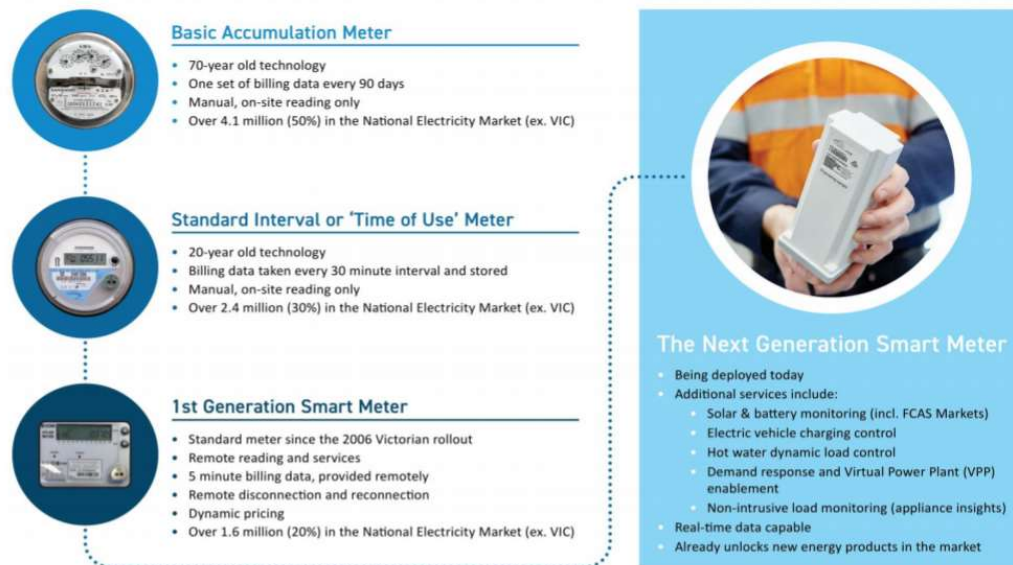 Basic Accumulation Meter
• 70-year old technology
• One set of billing data every 90 days
• Manual, on-site reading only
• Over 4.1 million (50%) in the National Electricity Market (ex. VIC)
Standard Interval or ‘Time of Use’ Meter
• 20-year old technology
• Billing data taken every 30 minute interval and stored
• Manual, on-site reading only
• Over 2.4 million (30%) in the National Electricity Market (ex. VIC)
1st Generation Smart Meter
• Standard meter since the 2006 Victorian rollout
• Remote reading and services
• 5 minute billing data, provided remotely
• Remote disconnection and reconnection
• Dynamic pricing
• Over 1.6 million (20%) in the National Electricity Market (ex. VIC)
The Next Generation Smart Meter
• Being deployed today
• Additional services include:
• Solar & battery monitoring (incl. FCAS Markets)
• Electric vehicle charging control
• Hot water dynamic load control
• Demand response and Virtual Power Plant (VPP)
enablement
• Non-intrusive load monitoring (appliance insights)
• Real-time data capable
• Already unlocks new energy products in the market